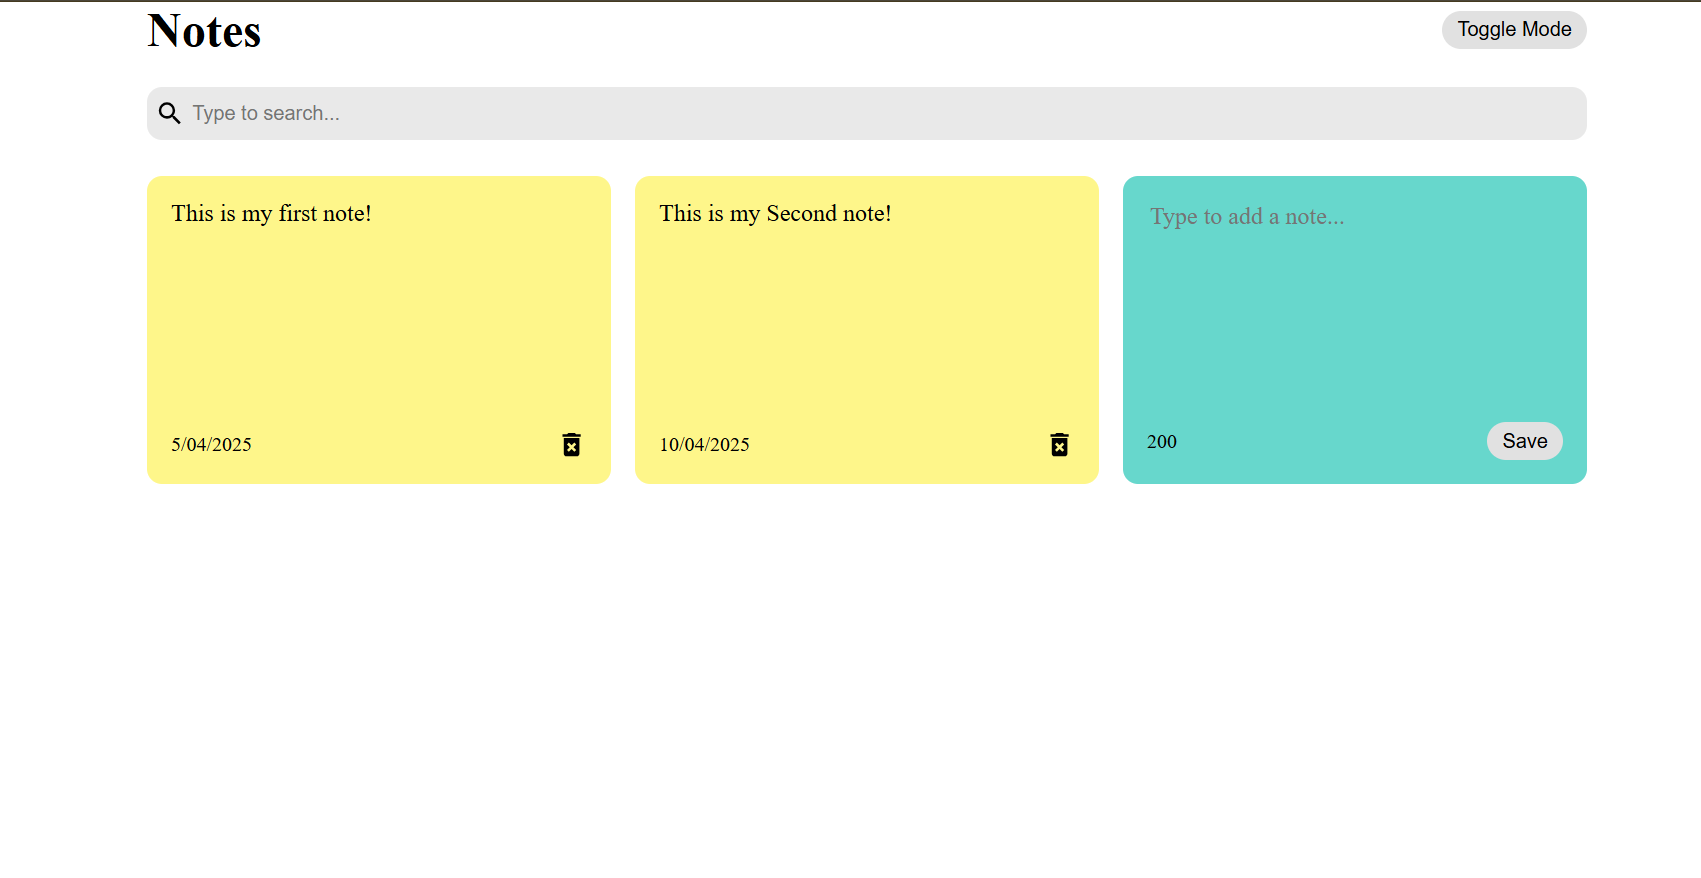 Notes
Toggle Mode
Type to search...
This is my first note!
5/04/2025
This is my Second note!
10/04/2025
Type to add a note...
200
Save